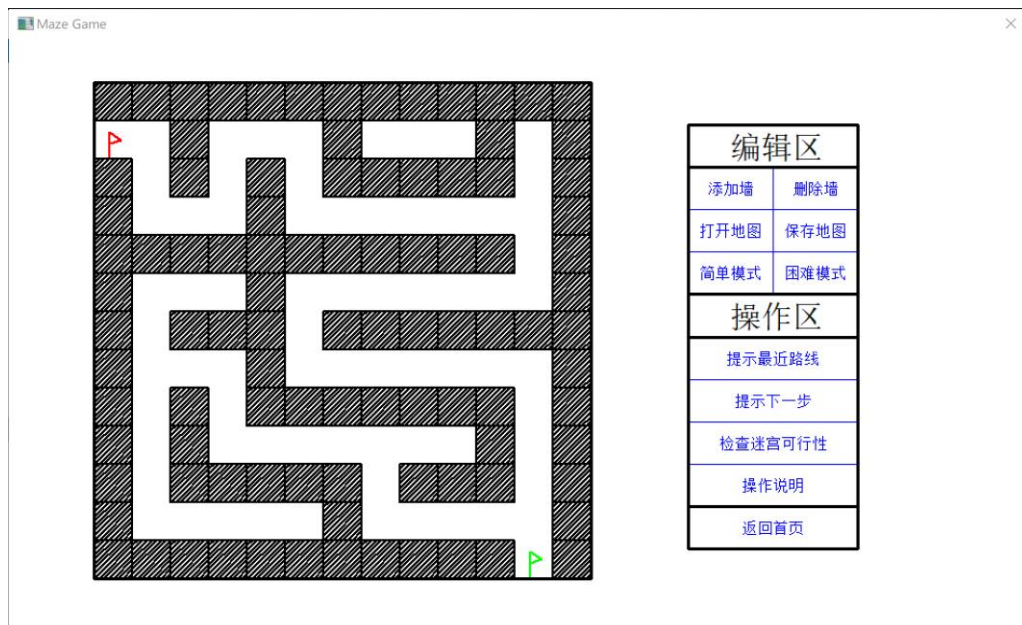 Maze Game
编辑区
添加墙 删除墙
打开地图 保存地图
简单模式 困难模式
操作区
提示最近路线
提示下一步
检查迷宫可行性
操作说明
返回首页